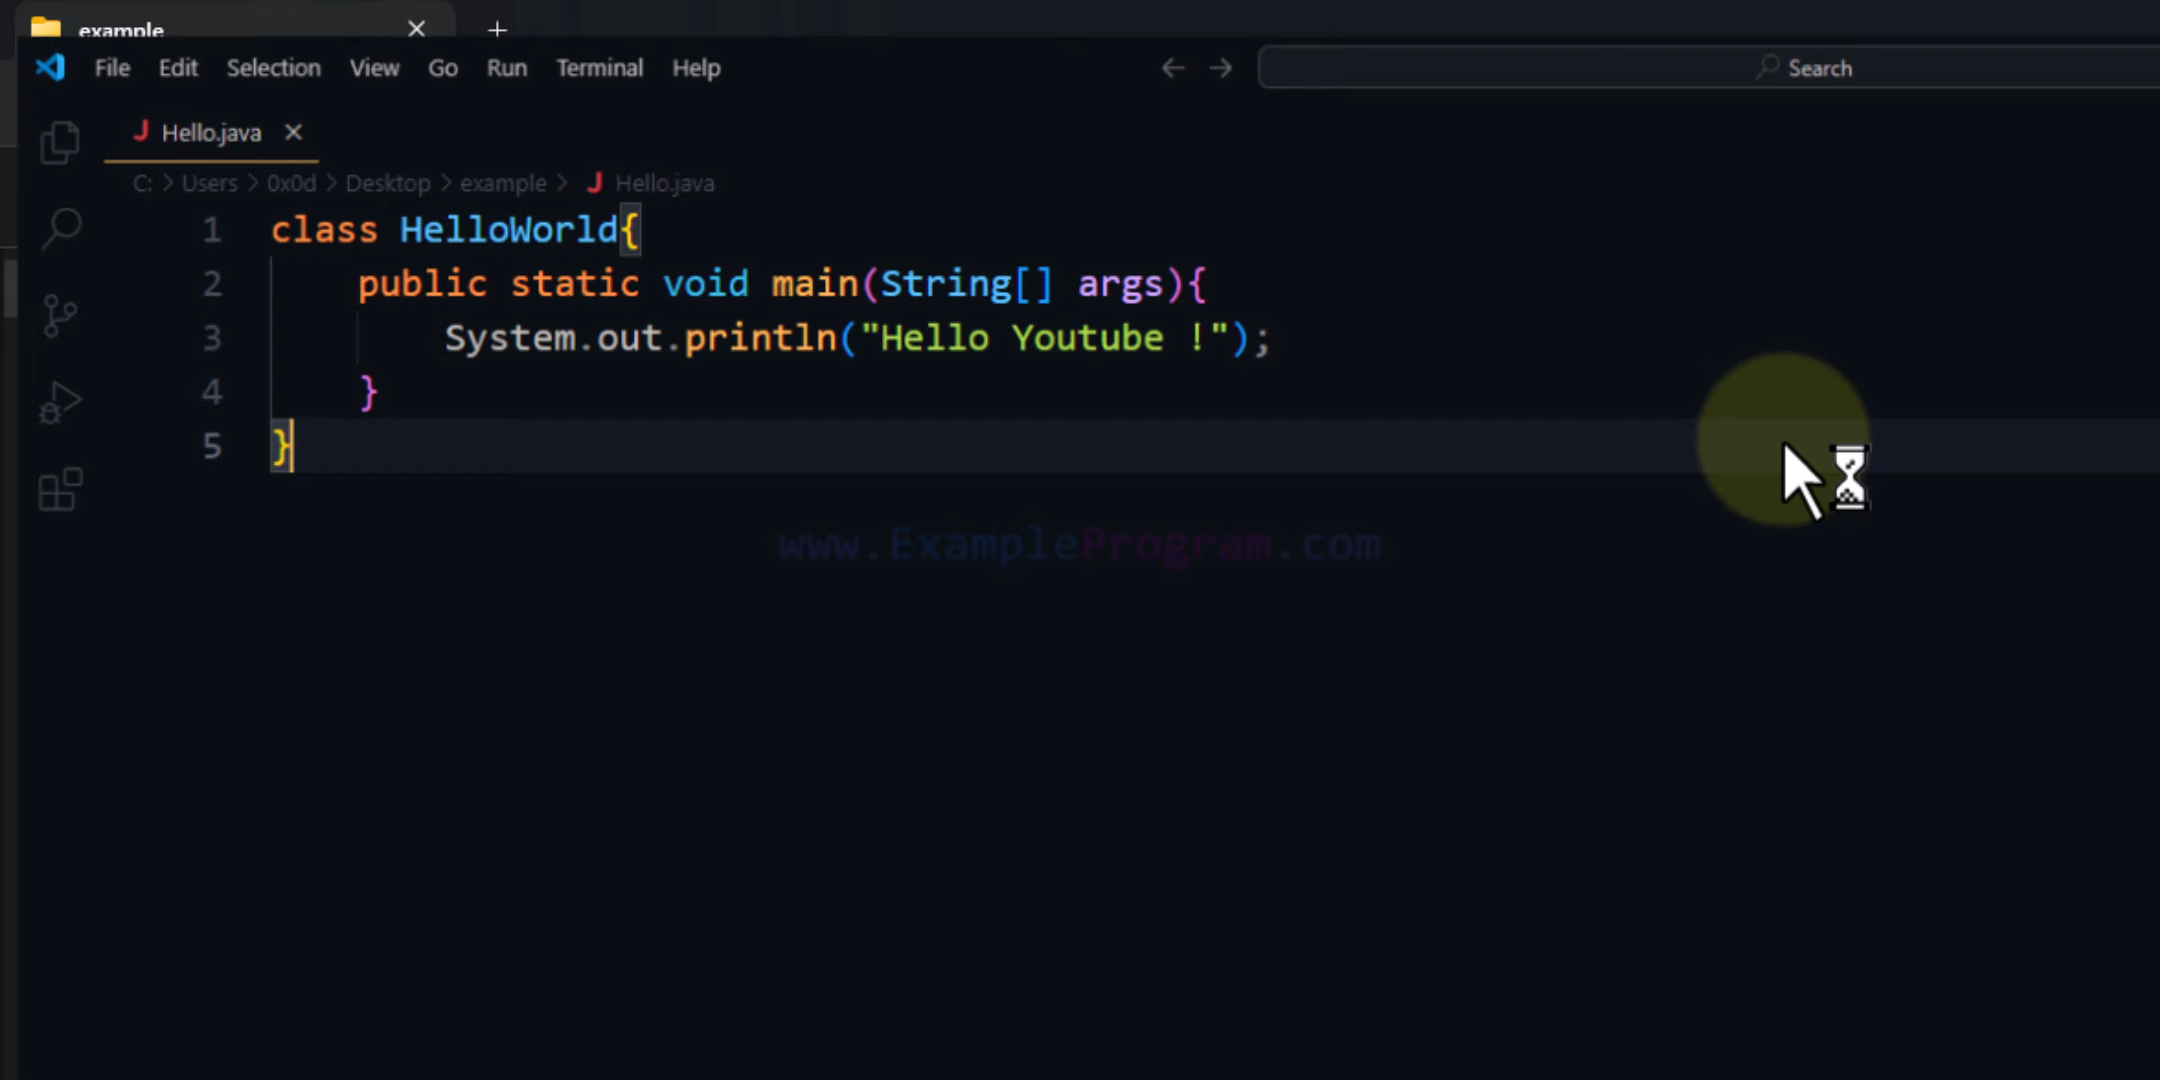 example
File Edit Selection View Go Run Terminal Help
Search
Hello.java
C: > Users > 0x0d > Desktop > example > Hello.java
1 class HelloWorld{
2 public static void main(String[] args){
3 System.out.println("Hello Youtube !");
4 }
5 }
www.ExampleProgram.com